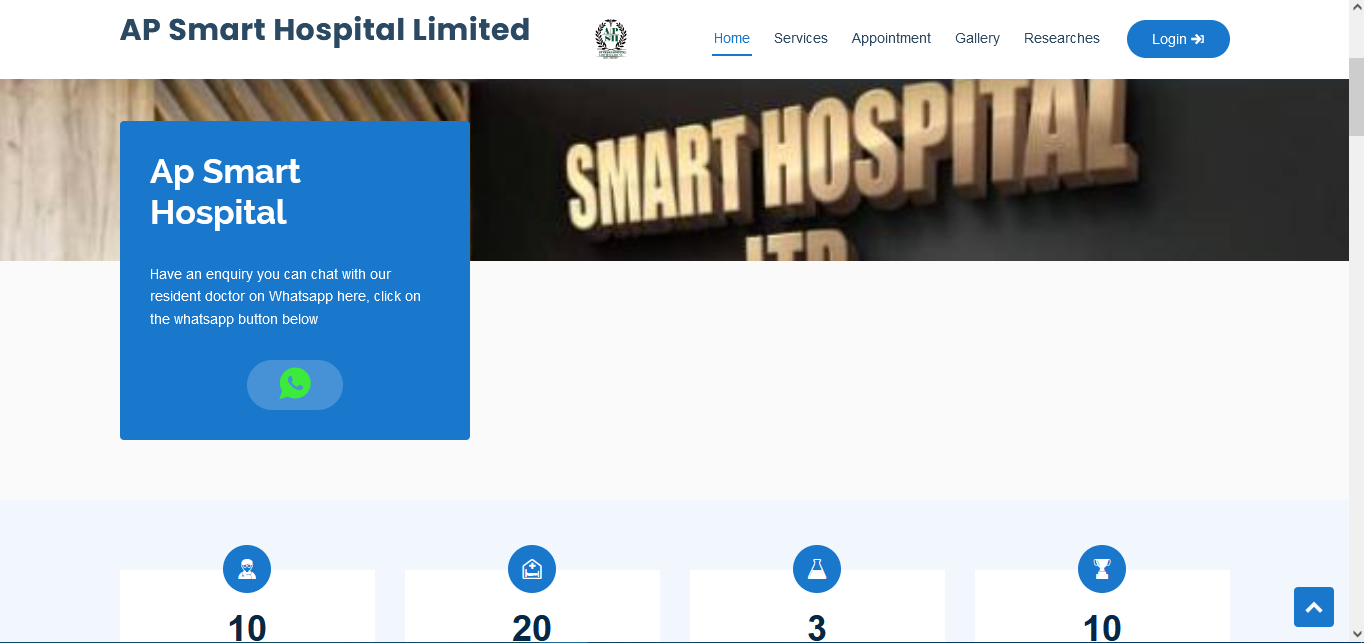 AP Smart Hospital Limited
Home
Services
Appointment
Gallery
Researches
Login
SMART HOSPITAL
LTD
Ap Smart
Hospital
Have an enquiry you can chat with our
resident doctor on Whatsapp here, click on
the whatsapp button below
10
20
3
10